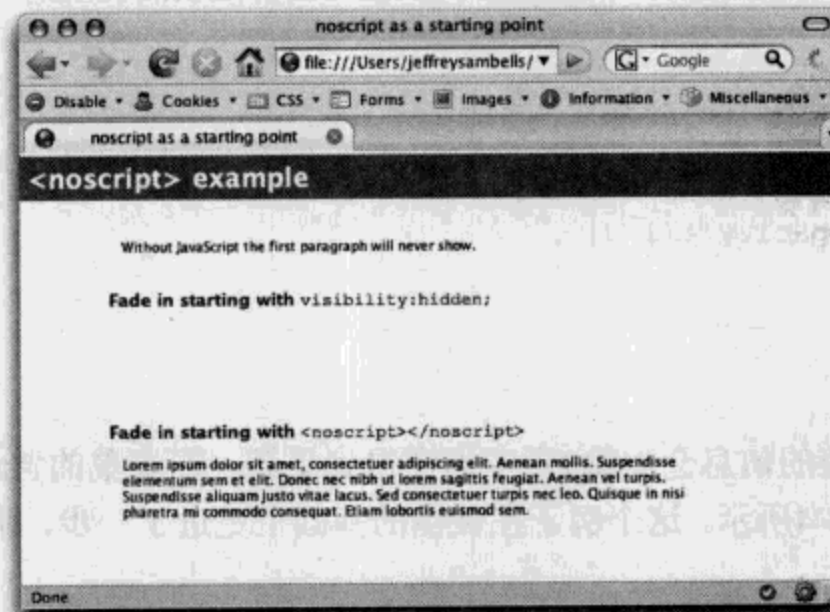 noscript as a starting point
file:///Users/jeffreysambells/
G Google
Disable Cookies CSS Forms Images Information Miscellaneous
noscript as a starting point
<noscript> example
Without JavaScript the first paragraph will never show.
Fade in starting with visibility:hidden;
Fade in starting with <noscript></noscript>
Lorem ipsum dolor sit amet, consectetuer adipiscing elit. Aenean mollis. Suspendisse
elementum sem et elit. Donec nec nibh ut lorem sagittis feugiat. Aenean vel turpis.
Suspendisse aliquam justo vitae lacus. Sed consectetuer turpis nec leo. Quisque in nisi
pharetra mi commodo consequat. Etiam lobortis euismod sem.
Done